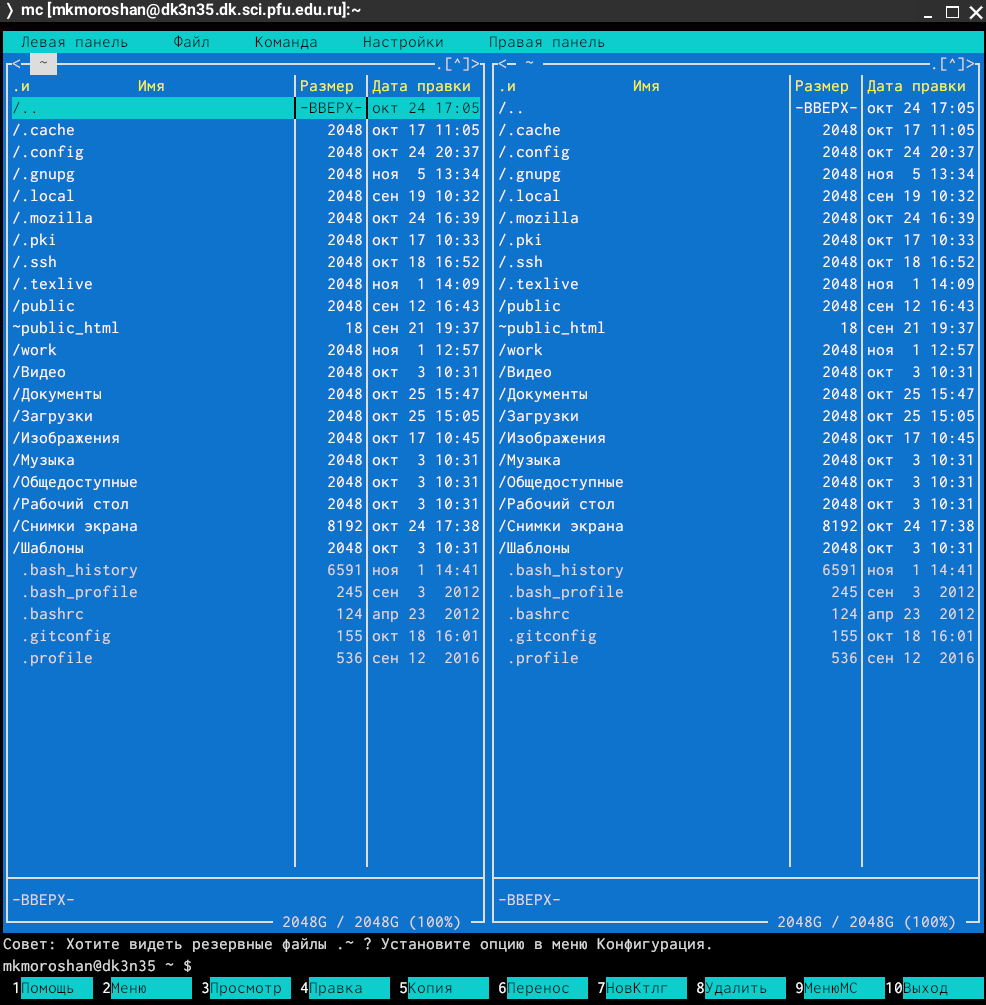 ❭ mc [mkmoroshan@dk3n35.dk.sci.pfu.edu.ru]:~
Левая панель Файл Команда Настройки Правая панель
<─ ~ .[^]> <─ ~ .[^]>
.и Имя Размер Дата правки .и Имя Размер Дата правки
/.. -ВВЕРХ- окт 24 17:05 /.. -ВВЕРХ- окт 24 17:05
/.cache 2048 окт 17 11:05 /.cache 2048 окт 17 11:05
/.config 2048 окт 24 20:37 /.config 2048 окт 24 20:37
/.gnupg 2048 ноя 5 13:34 /.gnupg 2048 ноя 5 13:34
/.local 2048 сен 19 10:32 /.local 2048 сен 19 10:32
/.mozilla 2048 окт 24 16:39 /.mozilla 2048 окт 24 16:39
/.pki 2048 окт 17 10:33 /.pki 2048 окт 17 10:33
/.ssh 2048 окт 18 16:52 /.ssh 2048 окт 18 16:52
/.texlive 2048 ноя 1 14:09 /.texlive 2048 ноя 1 14:09
/public 2048 сен 12 16:43 /public 2048 сен 12 16:43
~public_html 18 сен 21 19:37 ~public_html 18 сен 21 19:37
/work 2048 ноя 1 12:57 /work 2048 ноя 1 12:57
/Видео 2048 окт 3 10:31 /Видео 2048 окт 3 10:31
/Документы 2048 окт 25 15:47 /Документы 2048 окт 25 15:47
/Загрузки 2048 окт 25 15:05 /Загрузки 2048 окт 25 15:05
/Изображения 2048 окт 17 10:45 /Изображения 2048 окт 17 10:45
/Музыка 2048 окт 3 10:31 /Музыка 2048 окт 3 10:31
/Общедоступные 2048 окт 3 10:31 /Общедоступные 2048 окт 3 10:31
/Рабочий стол 2048 окт 3 10:31 /Рабочий стол 2048 окт 3 10:31
/Снимки экрана 8192 окт 24 17:38 /Снимки экрана 8192 окт 24 17:38
/Шаблоны 2048 окт 3 10:31 /Шаблоны 2048 окт 3 10:31
.bash_history 6591 ноя 1 14:41 .bash_history 6591 ноя 1 14:41
.bash_profile 245 сен 3 2012 .bash_profile 245 сен 3 2012
.bashrc 124 апр 23 2012 .bashrc 124 апр 23 2012
.gitconfig 155 окт 18 16:01 .gitconfig 155 окт 18 16:01
.profile 536 сен 12 2016 .profile 536 сен 12 2016
-ВВЕРХ- -ВВЕРХ-
2048G / 2048G (100%) 2048G / 2048G (100%)
Совет: Хотите видеть резервные файлы .~ ? Установите опцию в меню Конфигурация.
mkmoroshan@dk3n35 ~ $
1Помощь 2Меню 3Просмотр 4Правка 5Копия 6Перенос 7НовКтлг 8Удалить 9МенюMC 10Выход